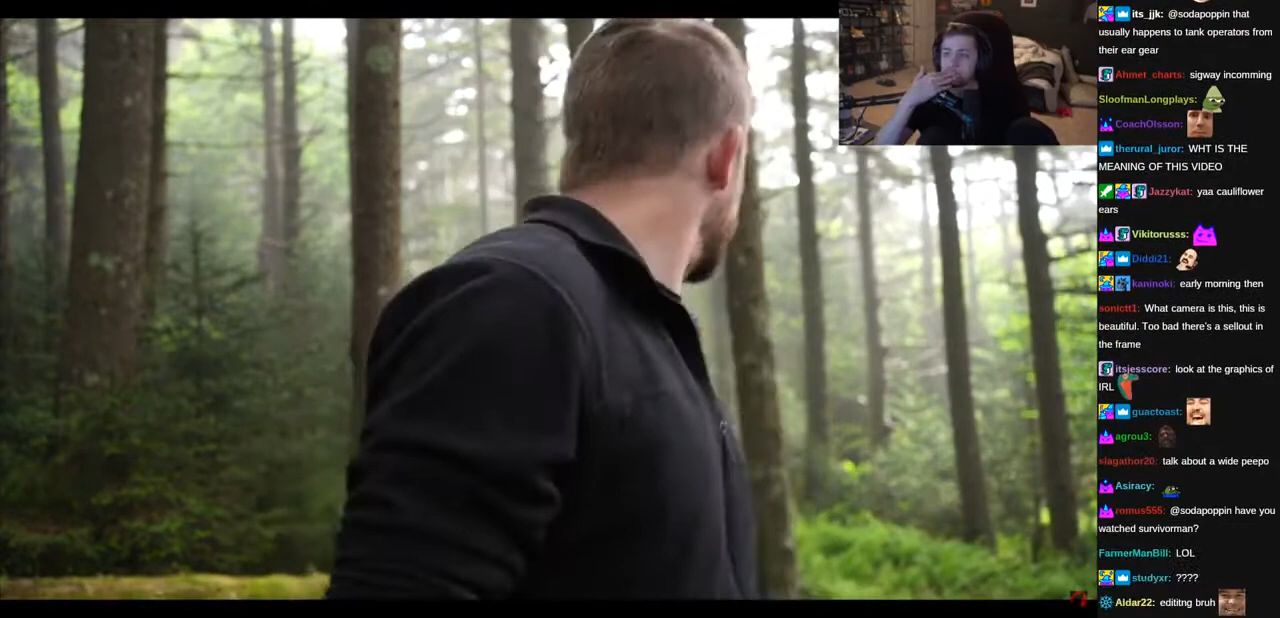 its_jjk: @sodapoppin that
usually happens to tank operators from
their ear gear
Ahmet_charts: sigway incomming
SloofmanLongplays:
CoachOlsson:
therural_juror: WHT IS THE
MEANING OF THIS VIDEO
Jazzykat: yaa cauliflower
ears
Vikitorusss:
Diddi21:
kaninoki: early morning then
sonictt1: What camera is this, this is
beautiful. Too bad there's a sellout in
the frame
itsjesscore: look at the graphics of
IRL
guactoast:
agrou3:
siagathor20: talk about a wide peepo
Asiracy:
romus555: @sodapoppin have you
watched survivorman?
FarmerManBill: LOL
studyxr: ????
Aldar22: edititng bruh